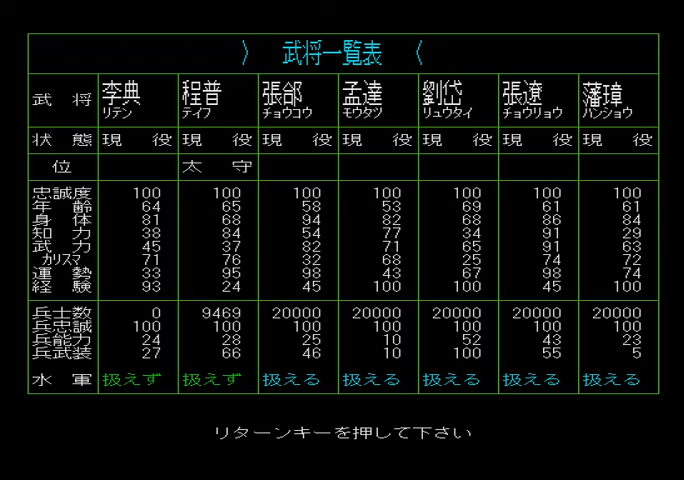 〉 武将一覧表 〈
武将 李典 程普 張郃 孟達 劉岱 張遼 藩璋
リテン テイフ チョウコウ モウタツ リュウタイ チョウリョウ ハンショウ
状態 現役 現役 現役 現役 現役 現役 現役
位 太守
忠誠度 100 100 100 100 100 100 100
年齢 64 65 58 53 69 61 61
身体 81 68 94 82 68 86 84
知力 38 84 54 77 34 91 29
武力 45 37 82 71 65 91 63
カリスマ 71 76 32 68 25 74 72
運勢 33 95 98 43 67 98 74
経験 93 24 45 100 100 45 100
兵士数 0 9469 20000 20000 20000 20000 20000
兵忠誠 100 100 100 100 100 100 100
兵能力 24 28 25 10 52 43 23
兵武装 27 66 46 10 100 55 5
水軍 扱えず 扱えず 扱える 扱える 扱える 扱える 扱える
リターンキーを押して下さい